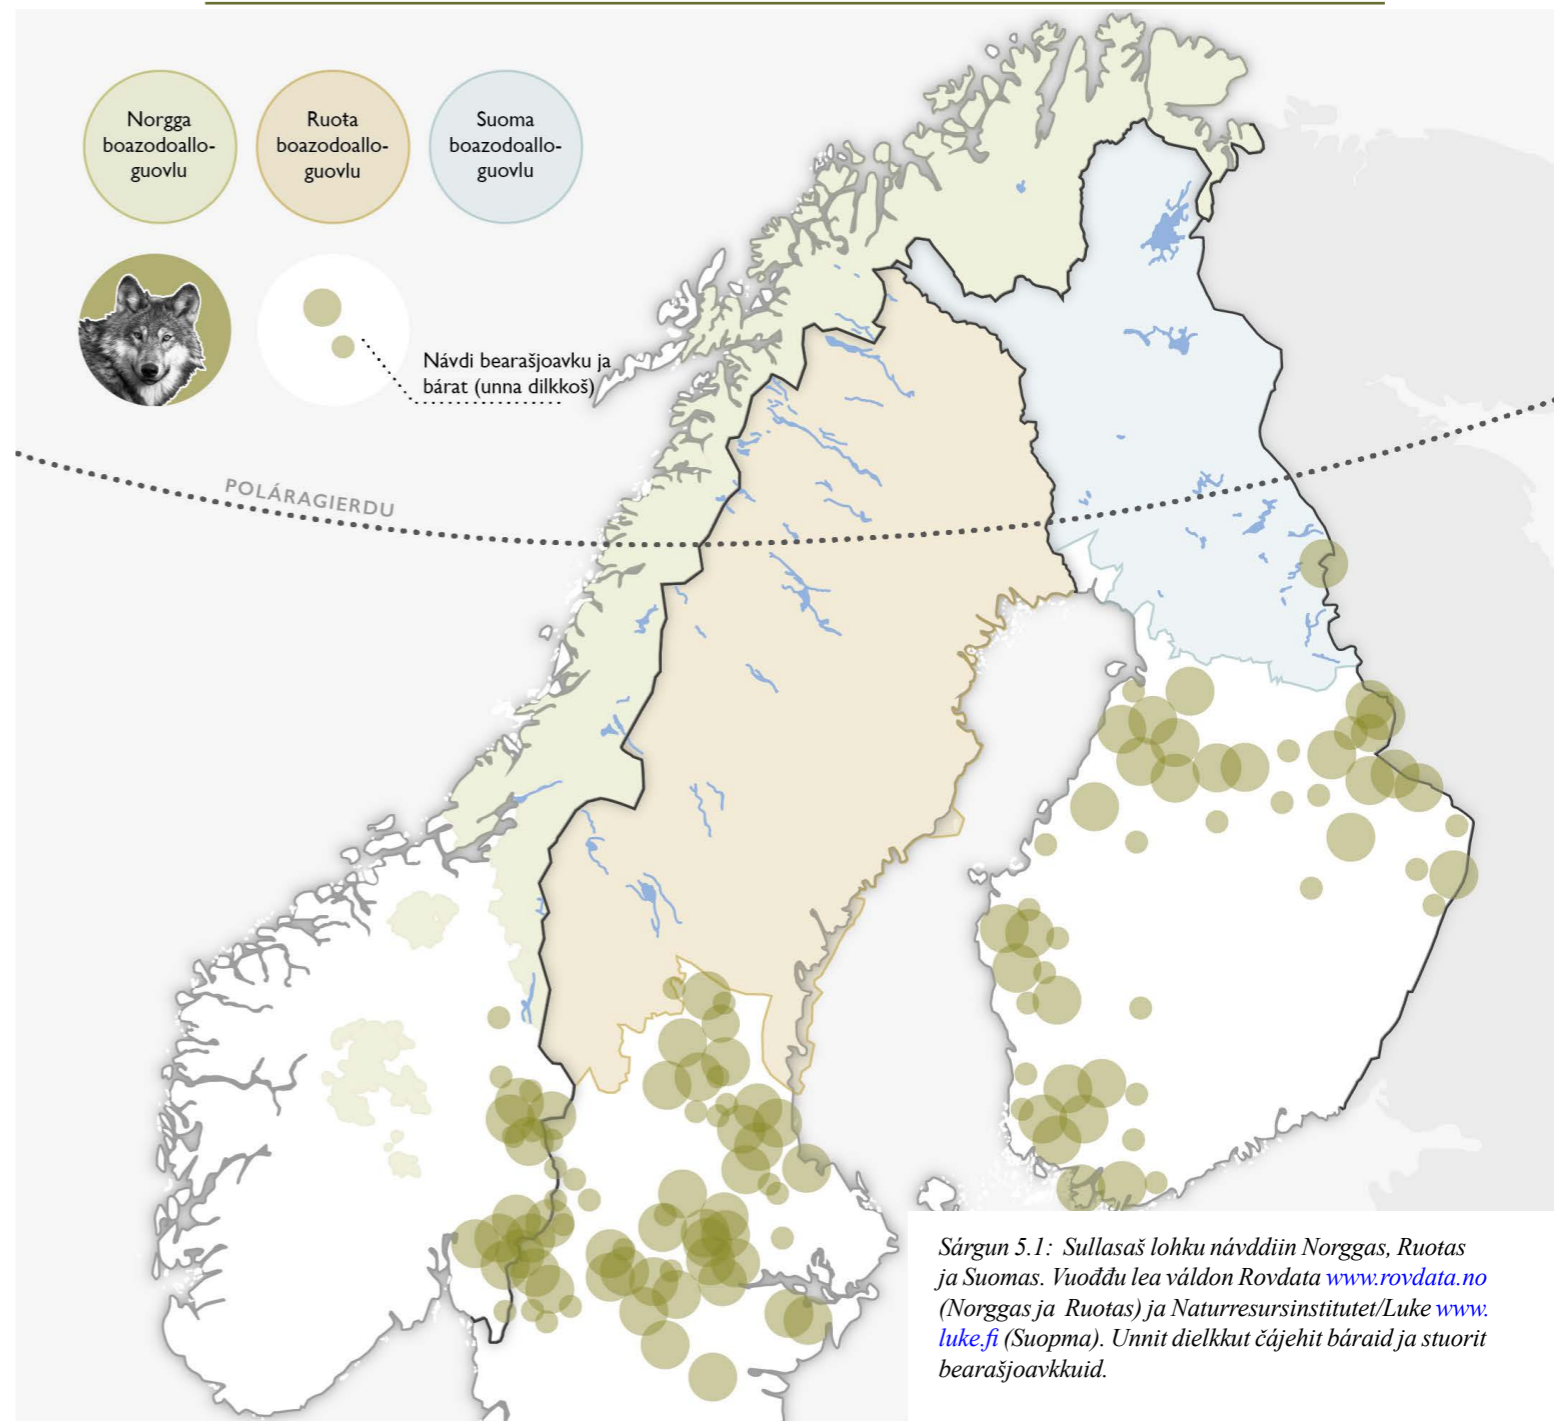 Norgga
boazodoallo-
guovlu
Ruota
boazodoallo-
guovlu
Suoma
boazodoallo-
guovlu
Návdi bearašjoavku ja
bárat (unna dilkkoš)
POLÁRAGIERDU
Sárgun 5.1: Sullasaš lohku návddiin Norggas, Ruoŧas
ja Suomas. Vuođđu lea váldon Rovdata www.rovdata.no
(Norggas ja Ruoŧas) ja Naturresursinstitutet/Luke www.
luke.fi (Suopma). Unnit dielkkut čájehit báraid ja stuorit
bearašjoavkkuid.